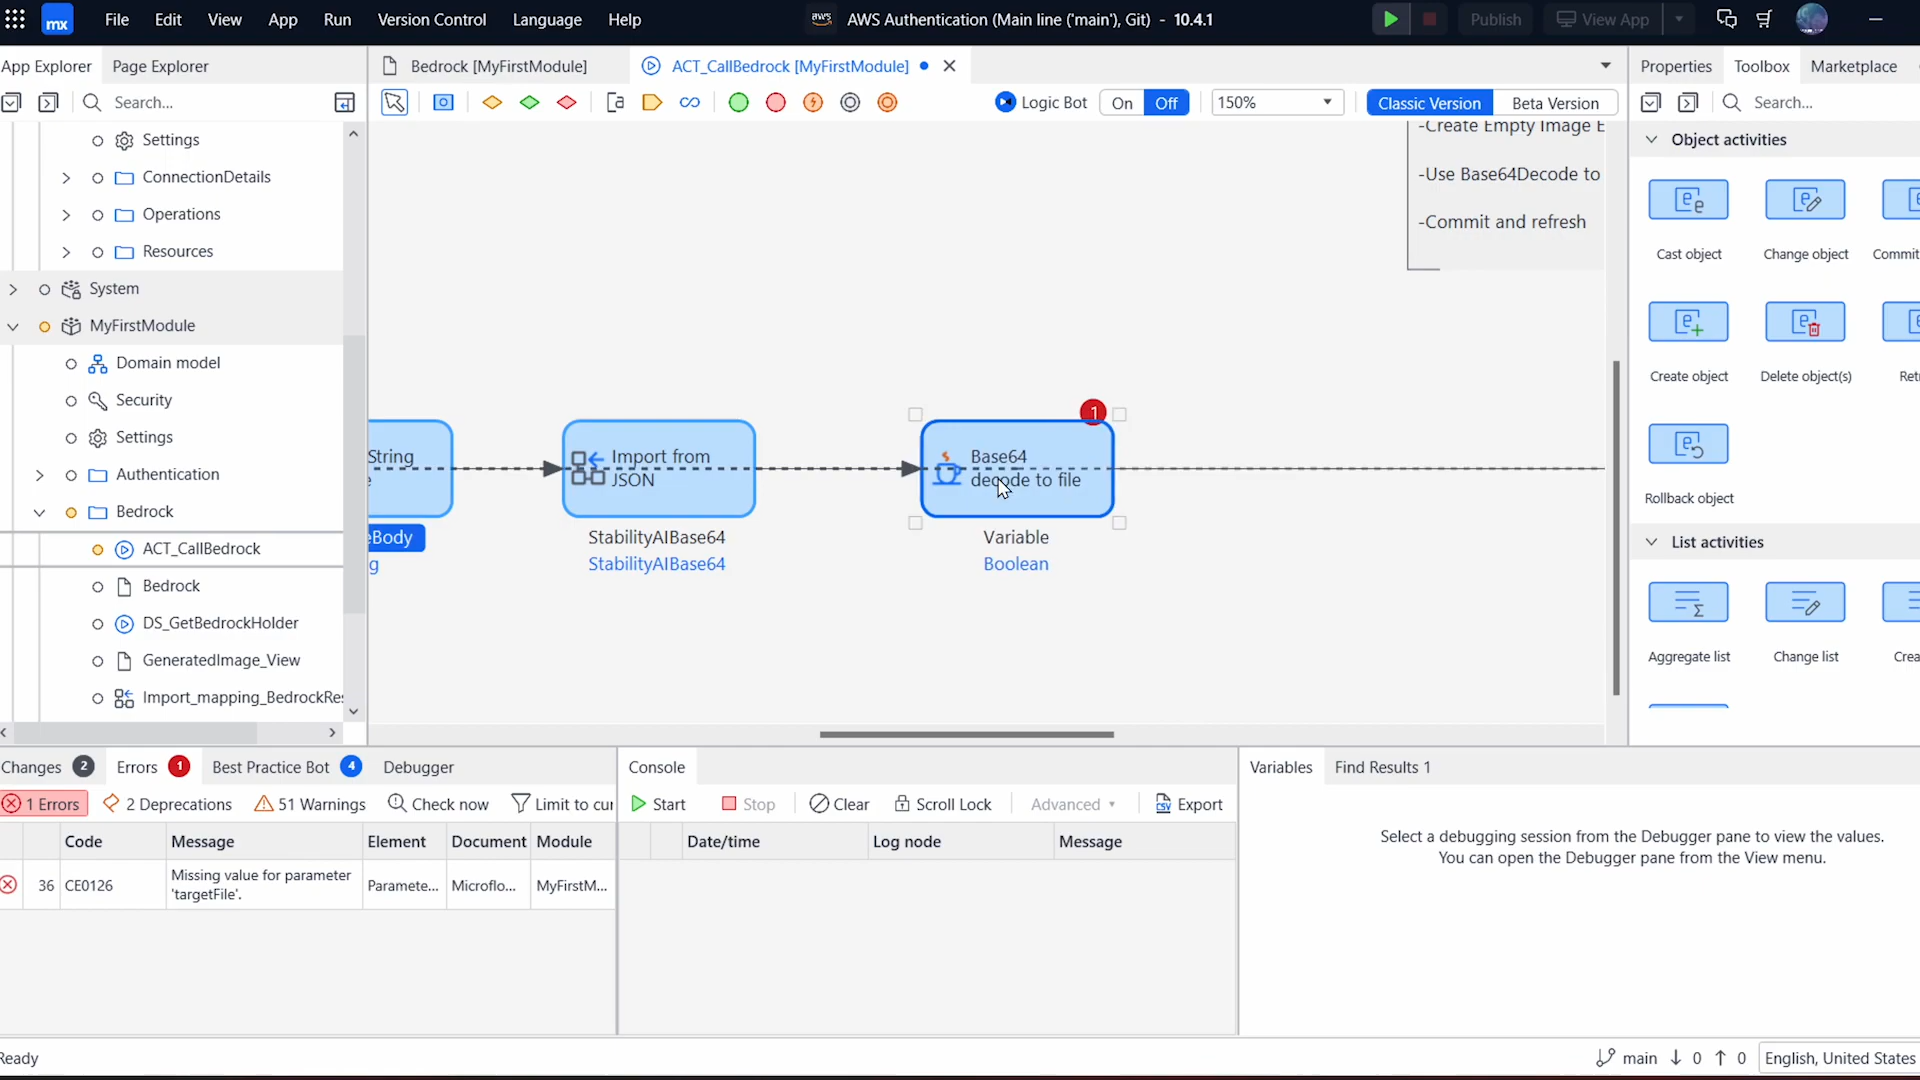 mx
File
Edit
View
App
Run
Version Control
Language
Help
aws
AWS Authentication (Main line ('main'), Git) - 10.4.1
Publish
View App
App Explorer
Page Explorer
Bedrock [MyFirstModule]
ACT_CallBedrock [MyFirstModule]
Properties
Toolbox
Marketplace
Search...
Logic Bot
On
Off
150%
Classic Version
Beta Version
Search...
Settings
ConnectionDetails
Operations
Resources
System
MyFirstModule
Domain model
Security
Settings
Authentication
Bedrock
ACT_CallBedrock
Bedrock
DS_GetBedrockHolder
GeneratedImage_View
Import_mapping_BedrockRes
-Create Empty Image E
-Use Base64Decode to
-Commit and refresh
String
e
eBody
g
Import from
JSON
StabilityAIBase64
StabilityAIBase64
1
Base64
decode to file
Variable
Boolean
Object activities
Cast object
Change object
Commit
Create object
Delete object(s)
Retr
Rollback object
List activities
Aggregate list
Change list
Crea
Changes 2
Errors 1
Best Practice Bot 4
Debugger
1 Errors
2 Deprecations
51 Warnings
Check now
Limit to cur
Code
Message
Element
Document
Module
36
CE0126
Missing value for parameter
'targetFile'.
Paramete...
Microflo...
MyFirstM...
Console
Start
Stop
Clear
Scroll Lock
Advanced
Export
Date/time
Log node
Message
Variables
Find Results 1
Select a debugging session from the Debugger pane to view the values.
You can open the Debugger pane from the View menu.
Ready
main
0
0
English, United States